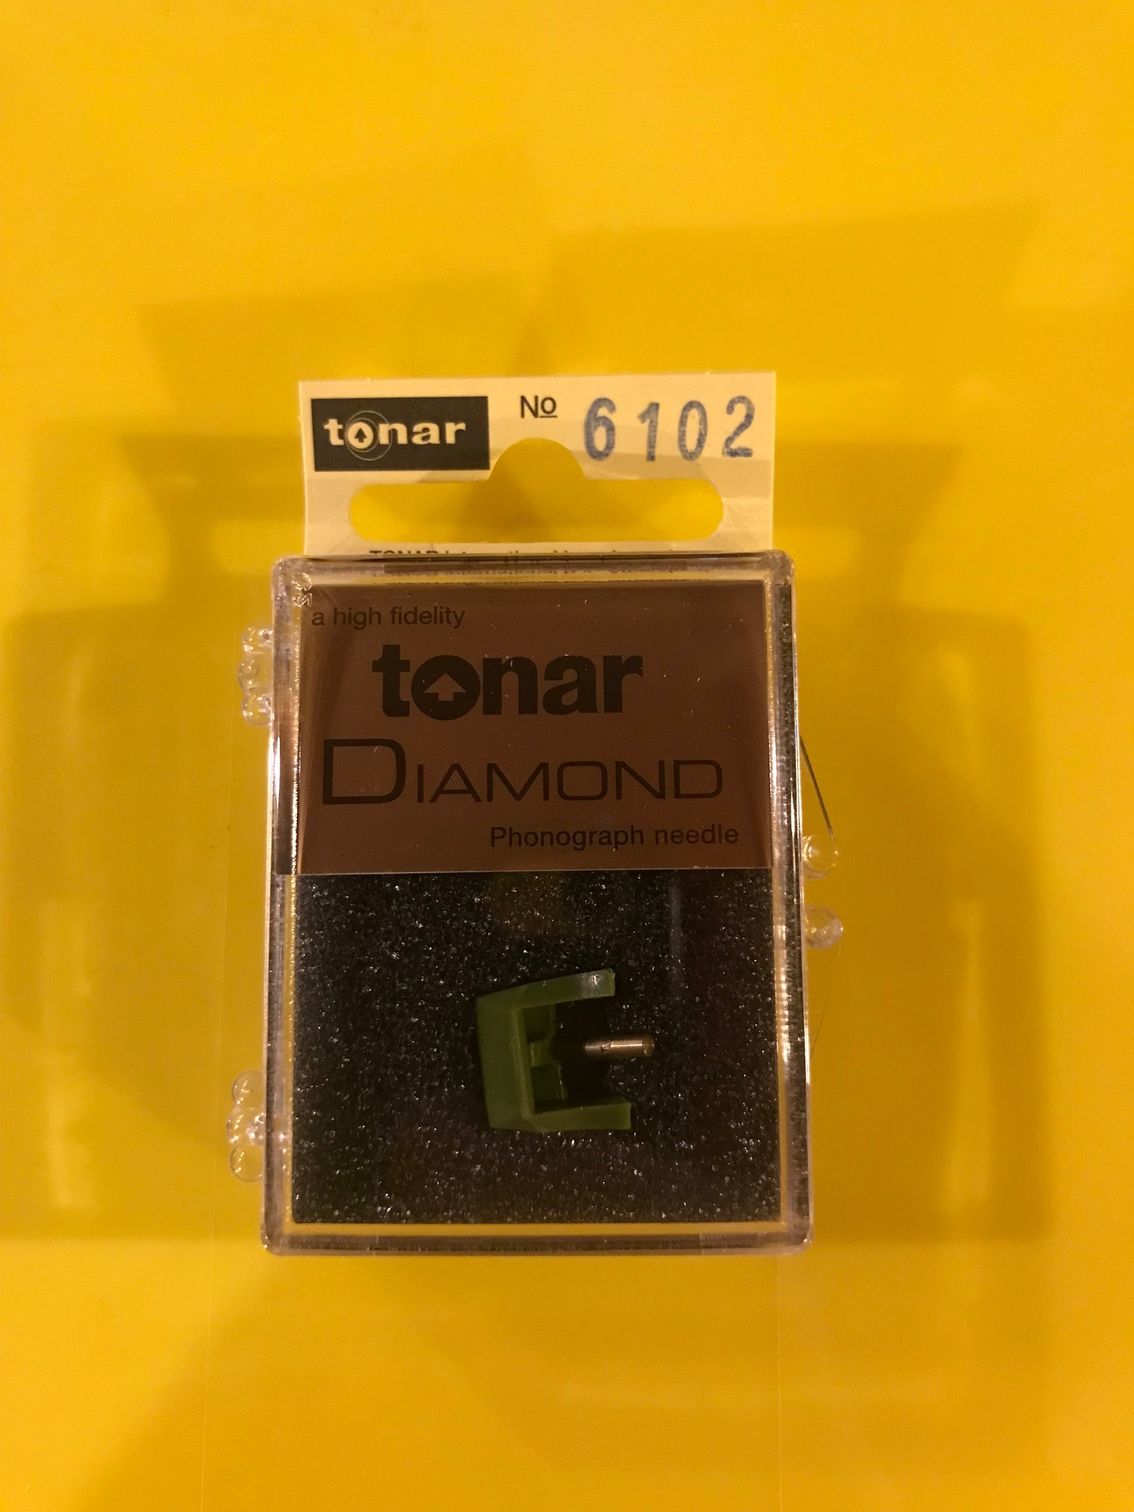 tonar
No 6102
a high fidelity
tonar
DIAMOND
Phonograph needle